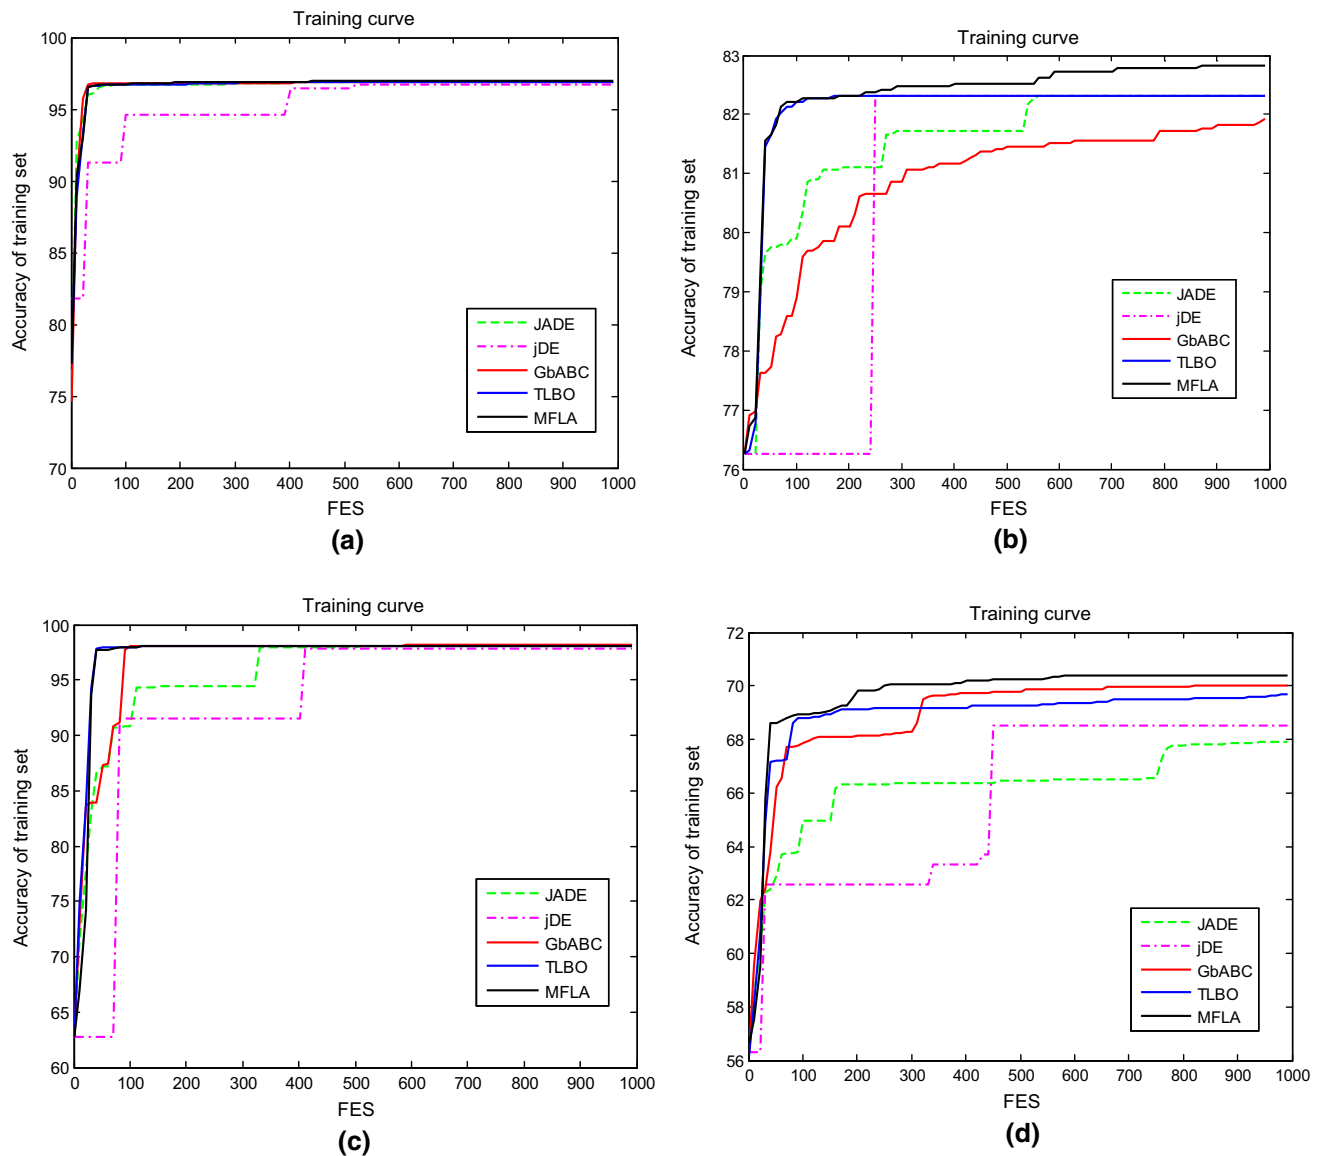 Training curve
100
95
90
85
80
75
70
Accuracy of training set
0 100 200 300 400 500 600 700 800 900 1000
FES
JADE
jDE
GbABC
TLBO
MFLA
(a)
Training curve
83
82
81
80
79
78
77
76
Accuracy of training set
0 100 200 300 400 500 600 700 800 900 1000
FES
JADE
jDE
GbABC
TLBO
MFLA
(b)
Training curve
100
95
90
85
80
75
70
65
60
Accuracy of training set
0 100 200 300 400 500 600 700 800 900 1000
FES
JADE
jDE
GbABC
TLBO
MFLA
(c)
Training curve
72
70
68
66
64
62
60
58
56
Accuracy of training set
0 100 200 300 400 500 600 700 800 900 1000
FES
JADE
jDE
GbABC
TLBO
MFLA
(d)